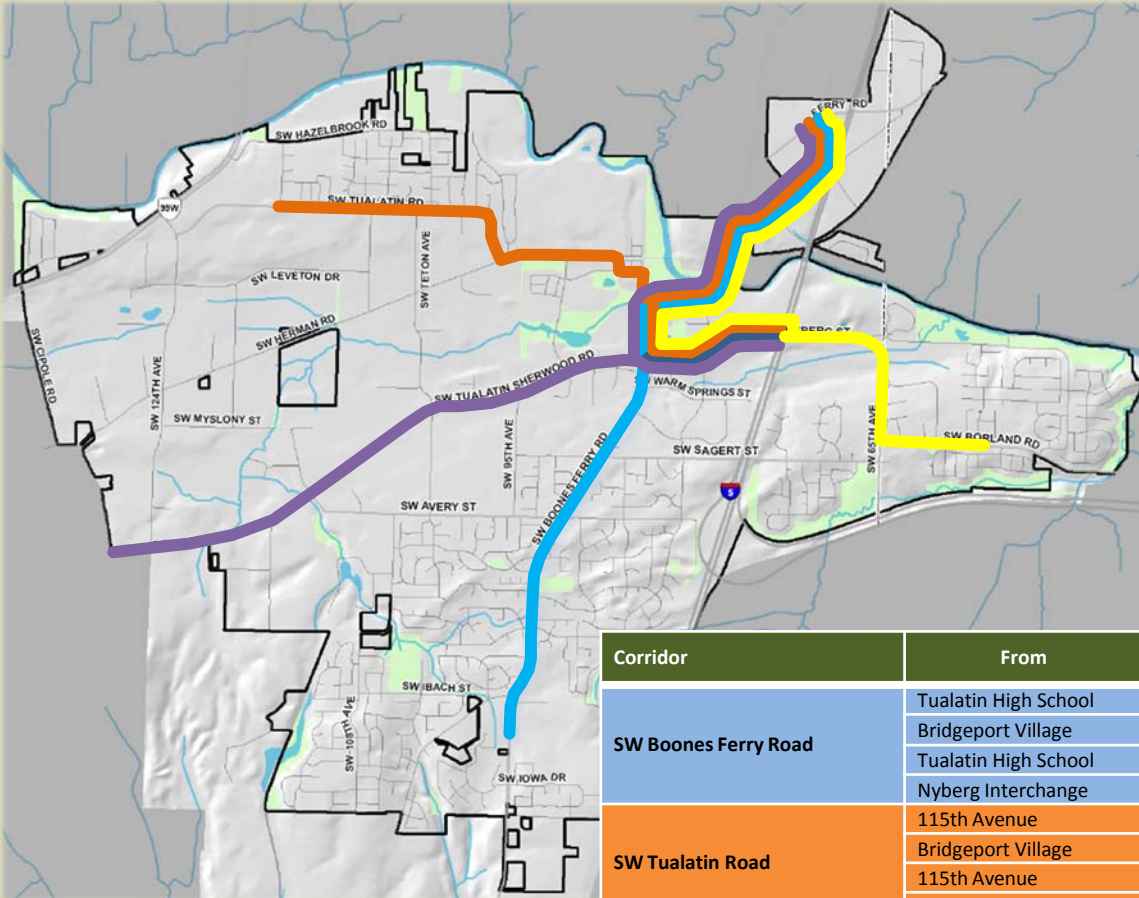 FERRY RD
SW HAZELBROOK RD
99W
SW TUALATIN RD
SW TETON AVE
SW LEVETON DR
SW HERMAN RD
SW CIPOLE RD
SW 124TH AVE
SW TUALATIN SHERWOOD RD
SW WARM SPRINGS ST
SW MYSLONY ST
SW 95TH AVE
SW BOONES FERRY RD
SW SAGERT ST
SW 65TH AVE
SW BORLAND RD
5
SW AVERY ST
SW IBACH ST
SW 108TH AVE
SW IOWA DR
Corridor From
SW Boones Ferry Road
Tualatin High School
Bridgeport Village
Tualatin High School
Nyberg Interchange
SW Tualatin Road
115th Avenue
Bridgeport Village
115th Avenue